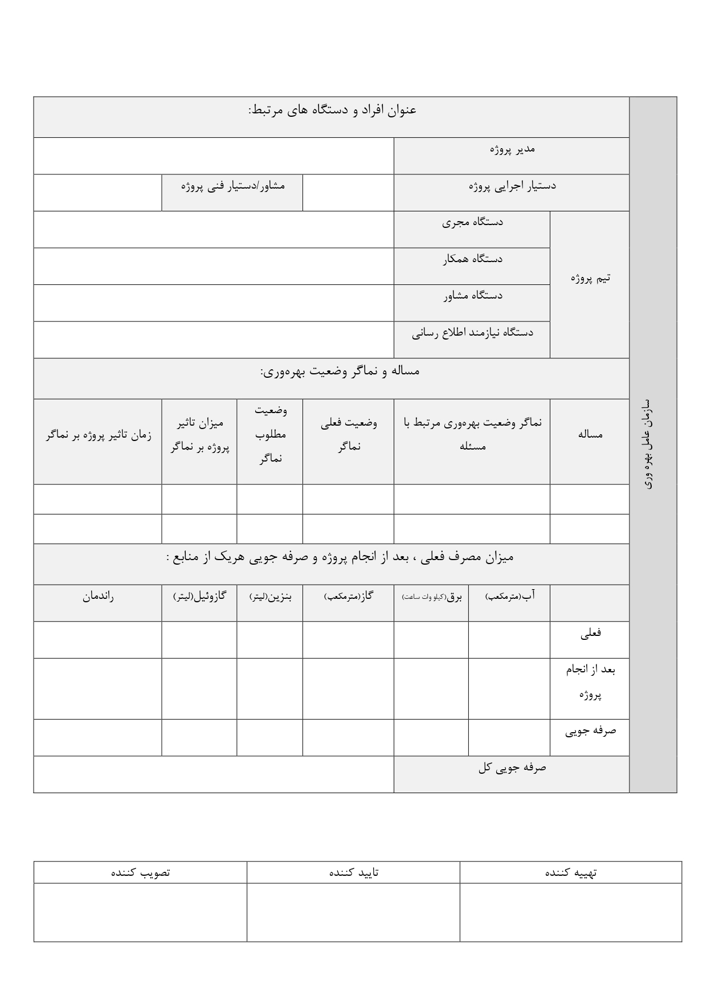 سازمان عامل بهره وری
عنوان افراد و دستگاه های مرتبط:
مدیر پروژه
دستیار اجرایی پروژه
مشاور/دستیار فنی پروژه
تیم پروژه
دستگاه مجری
دستگاه همکار
دستگاه مشاور
دستگاه نیازمند اطلاع رسانی
مساله و نماگر وضعیت بهره‌وری:
مساله
نماگر وضعیت بهره‌وری مرتبط با
مسئله
وضعیت فعلی
نماگر
وضعیت
مطلوب
نماگر
میزان تاثیر
پروژه بر نماگر
زمان تاثیر پروژه بر نماگر
میزان مصرف فعلی ، بعد از انجام پروژه و صرفه جویی هریک از منابع :
آب(مترمکعب)
برق(کیلو وات ساعت)
گاز(مترمکعب)
بنزین(لیتر)
گازوئیل(لیتر)
راندمان
فعلی
بعد از انجام
پروژه
صرفه جویی
صرفه جویی کل
تهییه کننده
تایید کننده
تصویب کننده